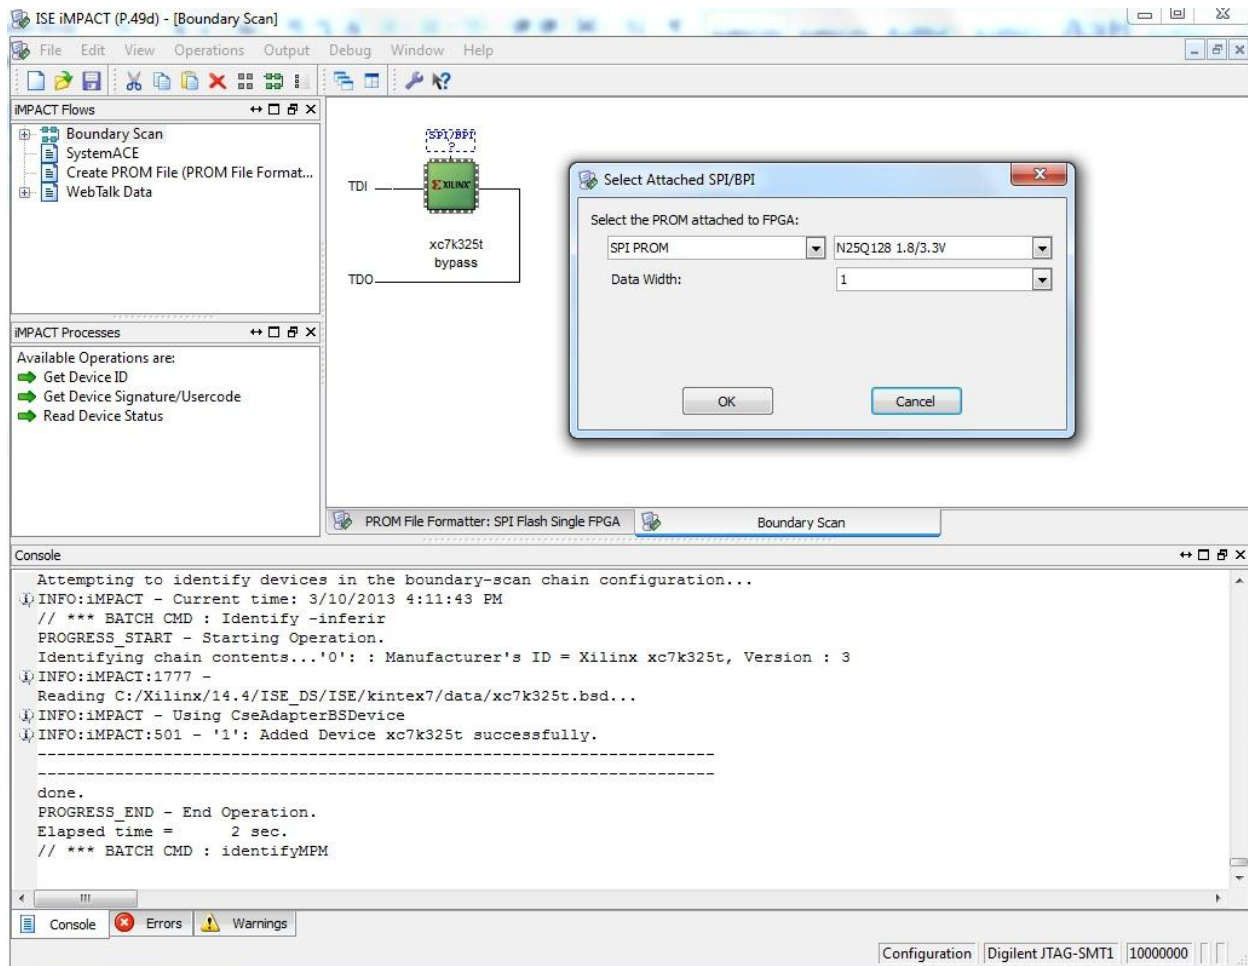 ISE iMPACT (P.49d) - [Boundary Scan]
File Edit View Operations Output Debug Window Help
iMPACT Flows
Boundary Scan
SystemACE
Create PROM File (PROM File Format...
WebTalk Data
SPI/BPI
?
TDI
XILINX
xc7k325t
bypass
TDO
Select Attached SPI/BPI
Select the PROM attached to FPGA:
SPI PROM N25Q128 1.8/3.3V
Data Width: 1
OK Cancel
iMPACT Processes
Available Operations are:
Get Device ID
Get Device Signature/Usercode
Read Device Status
PROM File Formatter: SPI Flash Single FPGA Boundary Scan
Console
Attempting to identify devices in the boundary-scan chain configuration...
INFO:iMPACT - Current time: 3/10/2013 4:11:43 PM
// *** BATCH CMD : Identify -inferir
PROGRESS_START - Starting Operation.
Identifying chain contents...'0': : Manufacturer's ID = Xilinx xc7k325t, Version : 3
INFO:iMPACT:1777 -
Reading C:/Xilinx/14.4/ISE_DS/ISE/kintex7/data/xc7k325t.bsd...
INFO:iMPACT - Using CseAdapterBSDevice
INFO:iMPACT:501 - '1': Added Device xc7k325t successfully.
----------------------------------------------------------------------
----------------------------------------------------------------------
done.
PROGRESS_END - End Operation.
Elapsed time =      2 sec.
// *** BATCH CMD : identifyMPM
Console Errors Warnings
Configuration Digilent JTAG-SMT1 10000000